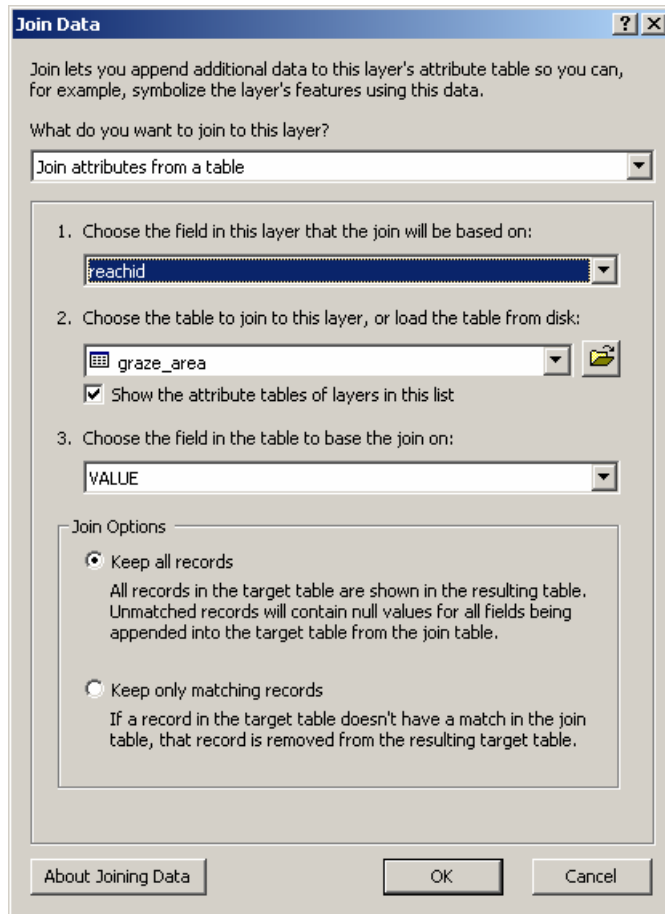 Join Data
Join lets you append additional data to this layer's attribute table so you can,
for example, symbolize the layer's features using this data.
What do you want to join to this layer?
Join attributes from a table
1. Choose the field in this layer that the join will be based on:
reachid
2. Choose the table to join to this layer, or load the table from disk:
graze_area
Show the attribute tables of layers in this list
3. Choose the field in the table to base the join on:
VALUE
Join Options
Keep all records
All records in the target table are shown in the resulting table.
Unmatched records will contain null values for all fields being
appended into the target table from the join table.
Keep only matching records
If a record in the target table doesn't have a match in the join
table, that record is removed from the resulting target table.
About Joining Data
OK
Cancel